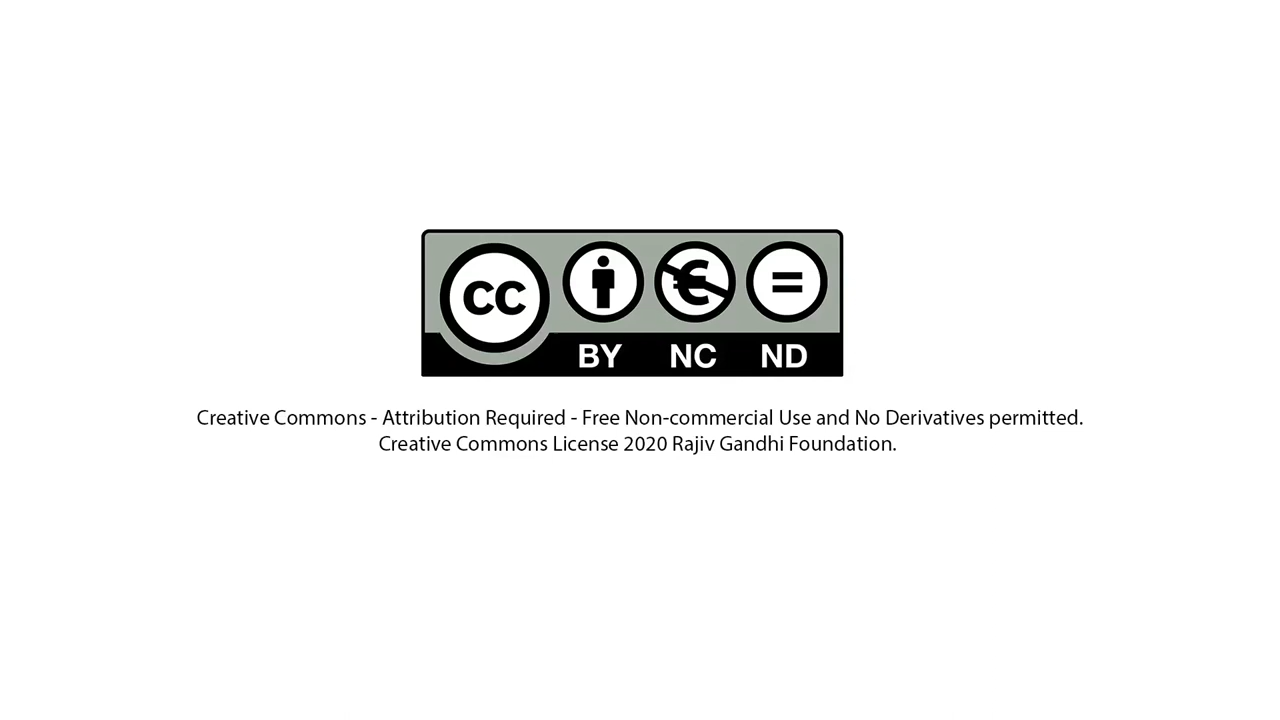 cc
BY NC ND
Creative Commons - Attribution Required - Free Non-commercial Use and No Derivatives permitted.
Creative Commons License 2020 Rajiv Gandhi Foundation.